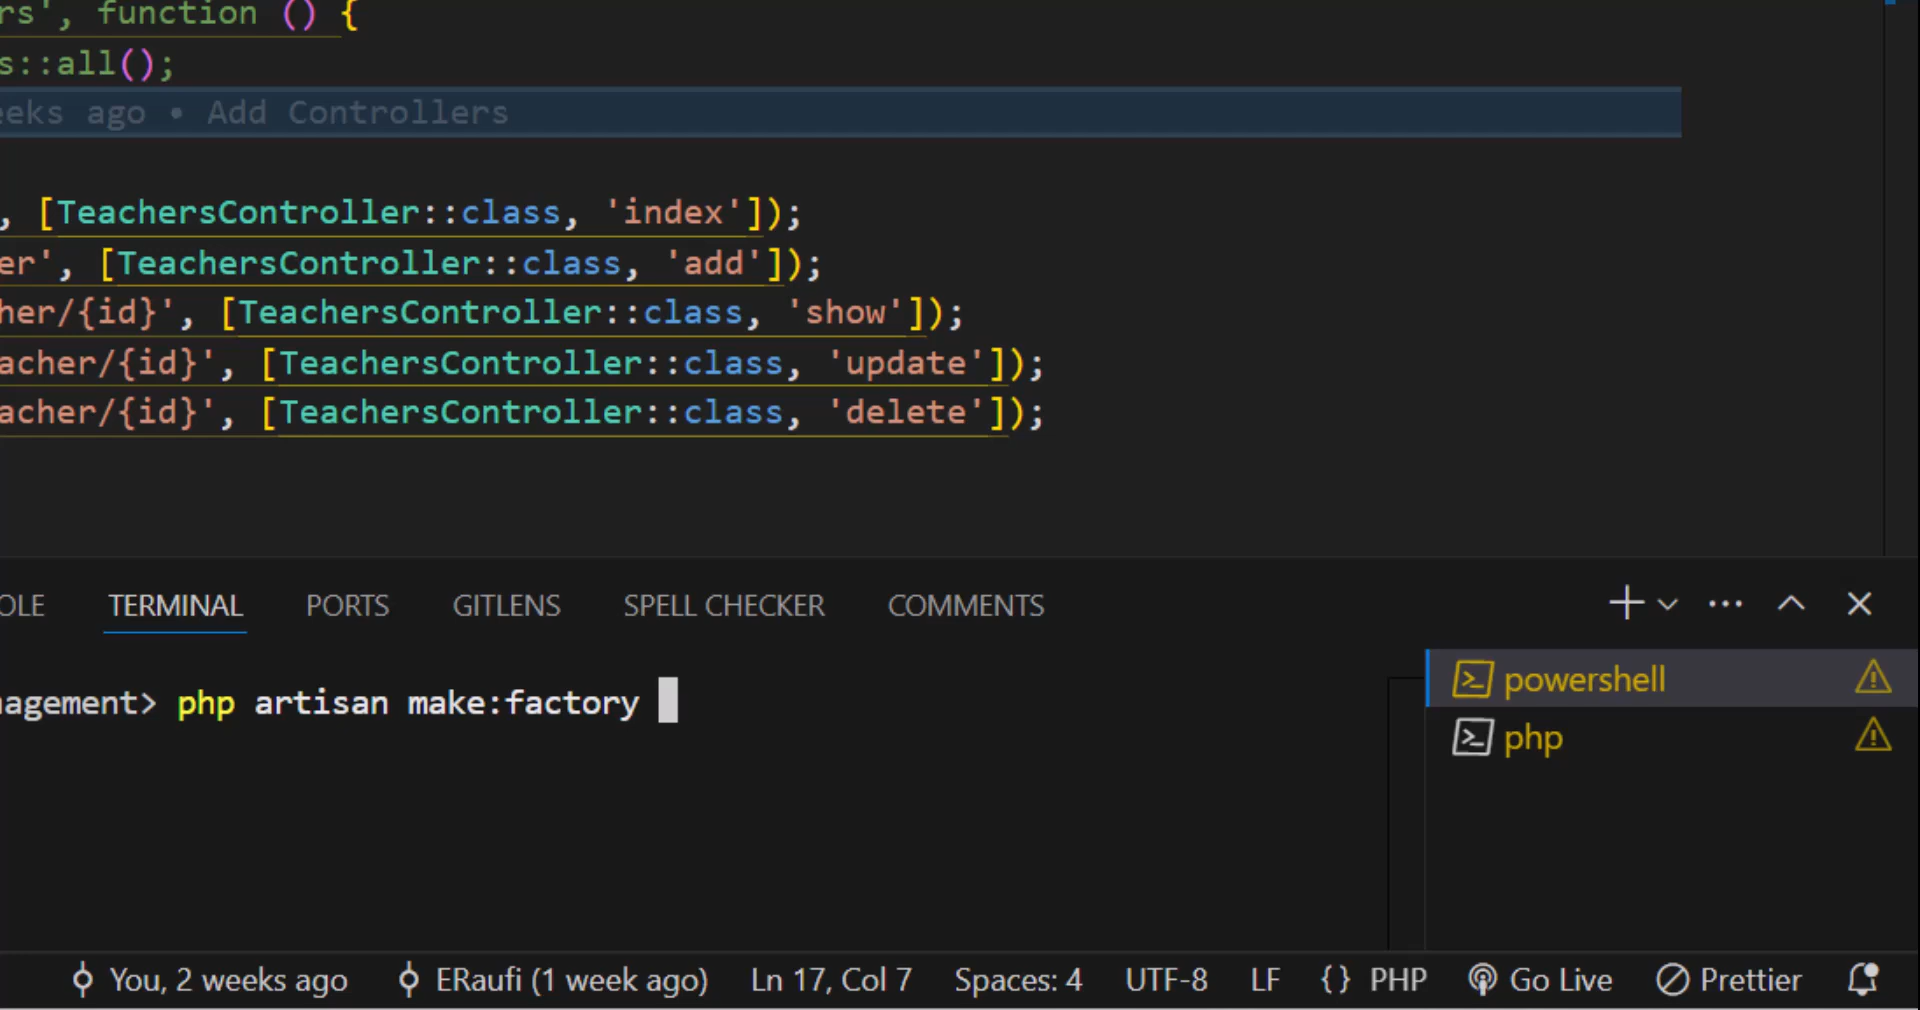 rs', function () {
s::all();
eeks ago • Add Controllers
, [TeachersController::class, 'index']);
er', [TeachersController::class, 'add']);
her/{id}', [TeachersController::class, 'show']);
acher/{id}', [TeachersController::class, 'update']);
acher/{id}', [TeachersController::class, 'delete']);
OLE TERMINAL PORTS GITLENS SPELL CHECKER COMMENTS
nagement> php artisan make:factory
powershell
php
You, 2 weeks ago ERaufi (1 week ago) Ln 17, Col 7 Spaces: 4 UTF-8 LF {} PHP Go Live Prettier